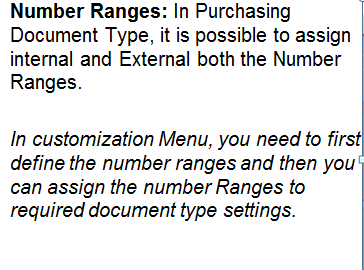 Number Ranges: In Purchasing
Document Type, it is possible to assign
internal and External both the Number
Ranges.
In customization Menu, you need to first
define the number ranges and then you
can assign the number Ranges to
required document type settings.